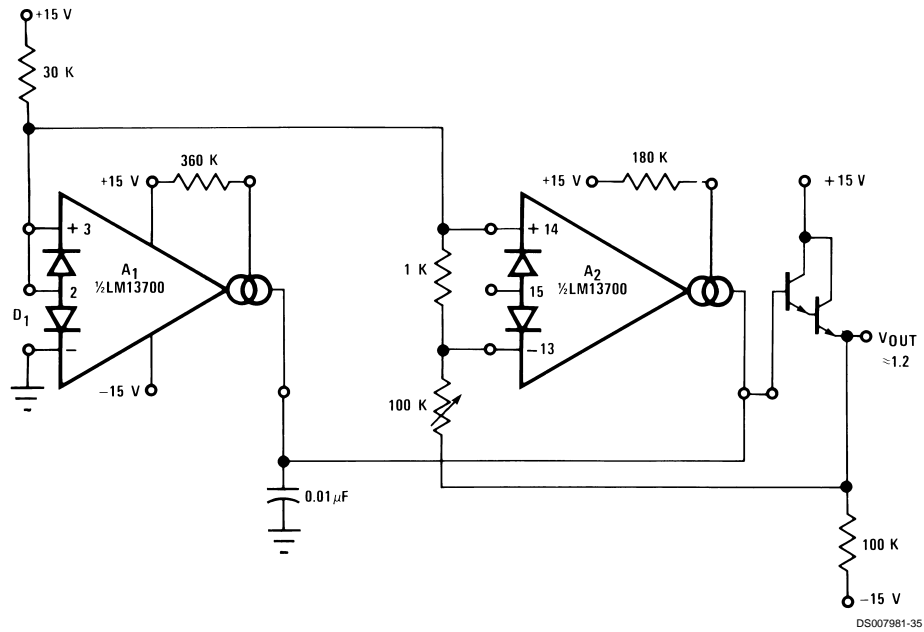 +15 V
30 K
360 K
+15 V
180 K
+15 V
+15 V
+ 3
A1
½LM13700
2
D1
−
−15 V
1 K
+ 14
A2
½LM13700
15
−13
100 K
VOUT
≈1.2
0.01 μF
100 K
−15 V
DS007981-35